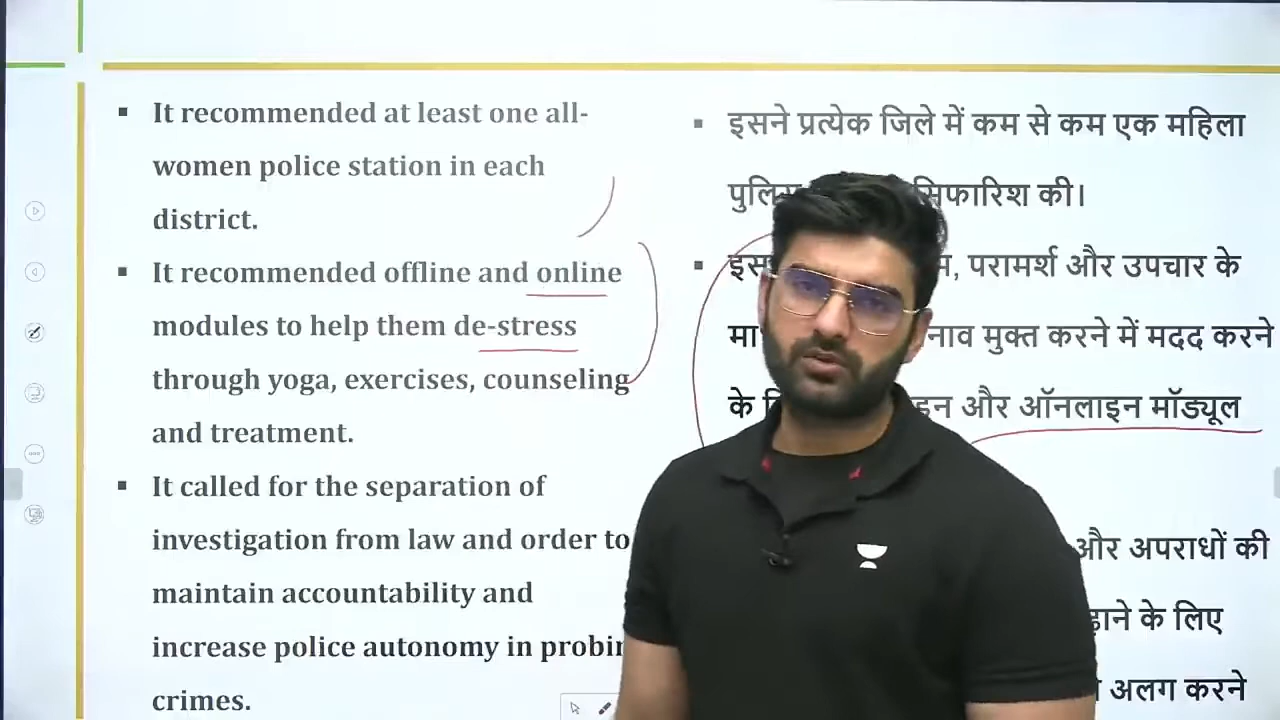 It recommended at least one all-
women police station in each
district.
It recommended offline and online
modules to help them de-stress
through yoga, exercises, counseling
and treatment.
It called for the separation of
investigation from law and order to
maintain accountability and
increase police autonomy in
crimes.
इसने प्रत्येक जिले में कम से कम एक महिला
की।
परामर्श और उपचार के
मुक्त करने में मदद करने
के और ऑनलाइन मॉड्यूल
और अपराधों की
के लिए
अलग करने